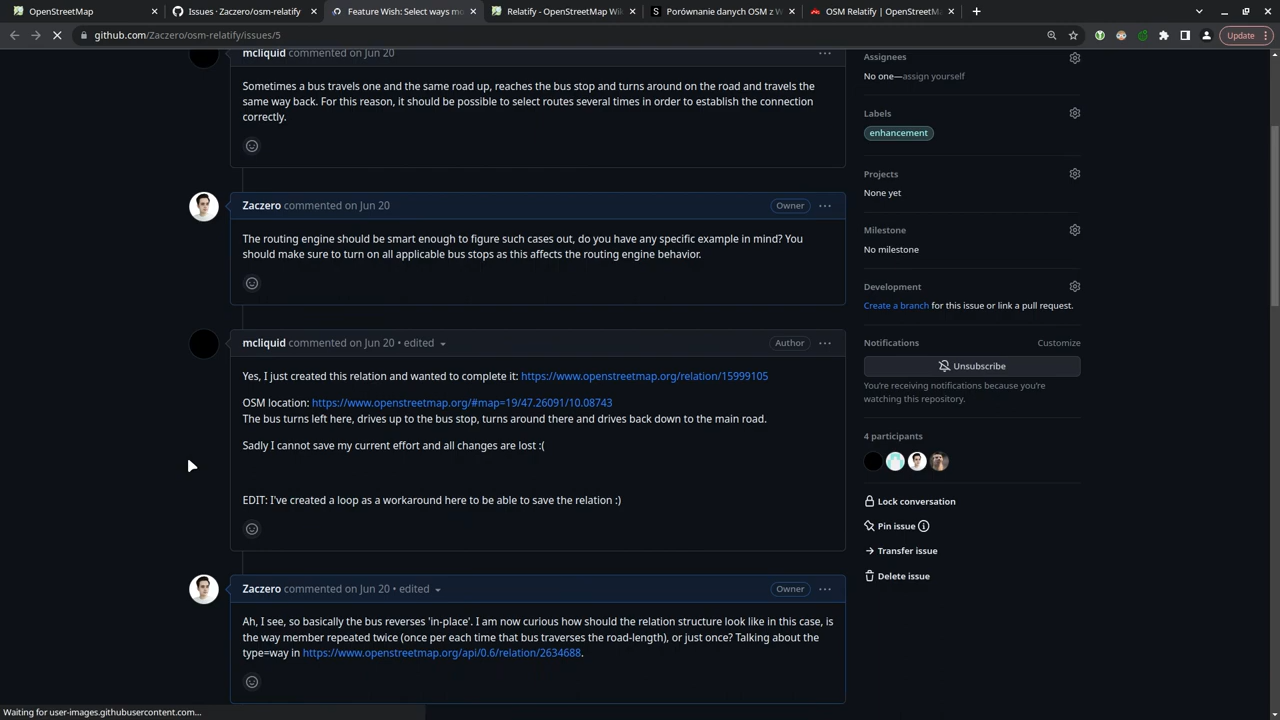 OpenStreetMap
Issues · Zaczero/osm-relatify
Feature Wish: Select ways mo
Relatify - OpenStreetMap Wik
Porównanie danych OSM z W
OSM Relatify | OpenStreetMa
github.com/Zaczero/osm-relatify/issues/5
Update
mcliquid commented on Jun 20
Sometimes a bus travels one and the same road up, reaches the bus stop and turns around on the road and travels the
same way back. For this reason, it should be possible to select routes several times in order to establish the connection
correctly.
Zaczero commented on Jun 20
Owner
The routing engine should be smart enough to figure such cases out, do you have any specific example in mind? You
should make sure to turn on all applicable bus stops as this affects the routing engine behavior.
mcliquid commented on Jun 20 • edited
Author
Yes, I just created this relation and wanted to complete it: https://www.openstreetmap.org/relation/15999105
OSM location: https://www.openstreetmap.org/#map=19/47.26091/10.08743
The bus turns left here, drives up to the bus stop, turns around there and drives back down to the main road.
Sadly I cannot save my current effort and all changes are lost :(
EDIT: I've created a loop as a workaround here to be able to save the relation :)
Zaczero commented on Jun 20 • edited
Owner
Ah, I see, so basically the bus reverses 'in-place'. I am now curious how should the relation structure look like in this case, is
the way member repeated twice (once per each time that bus traverses the road-length), or just once? Talking about the
type=way in https://www.openstreetmap.org/api/0.6/relation/2634688.
Assignees
No one—assign yourself
Labels
enhancement
Projects
None yet
Milestone
No milestone
Development
Create a branch for this issue or link a pull request.
Notifications
Customize
Unsubscribe
You're receiving notifications because you're
watching this repository.
4 participants
Lock conversation
Pin issue
Transfer issue
Delete issue
Waiting for user-images.githubusercontent.com...